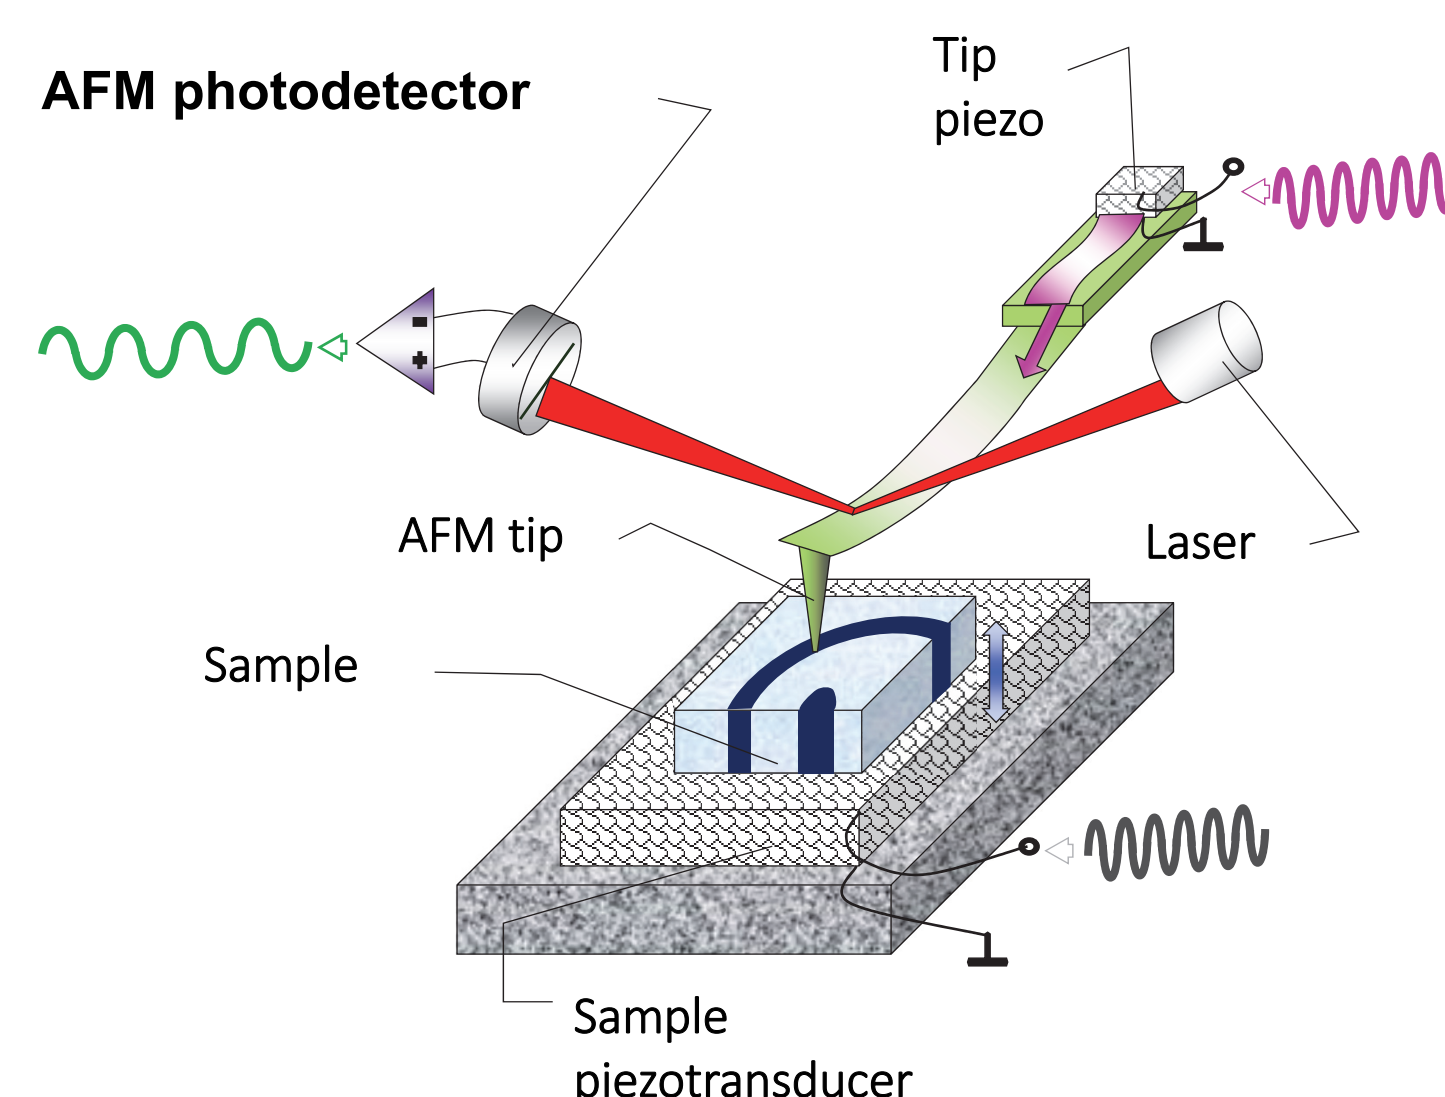 AFM photodetector
Tip
piezo
AFM tip
Laser
Sample
Sample
piezotransducer